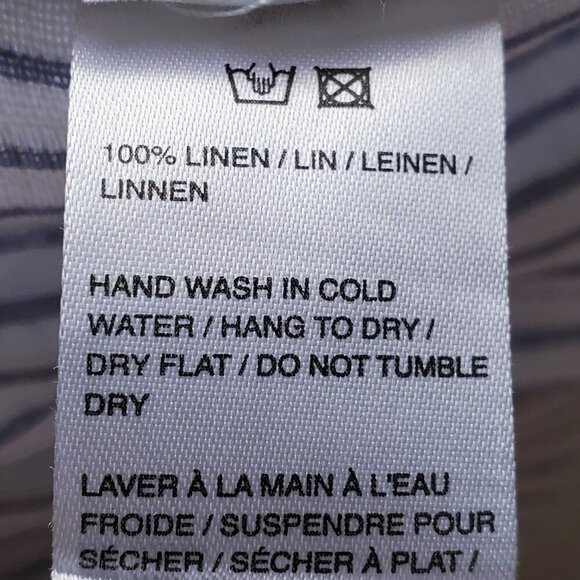 100% LINEN / LIN / LEINEN /
LINNEN
HAND WASH IN COLD
WATER / HANG TO DRY /
DRY FLAT / DO NOT TUMBLE
DRY
LAVER À LA MAIN À L'EAU
FROIDE / SUSPENDRE POUR
SÉCHER / SÉCHER À PLAT /